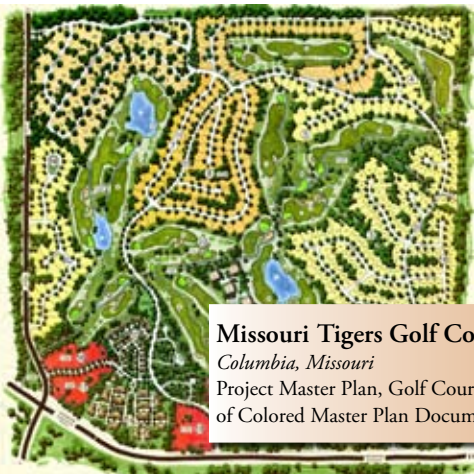 Missouri Tigers Golf Co
Columbia, Missouri
Project Master Plan, Golf Cour
of Colored Master Plan Docum